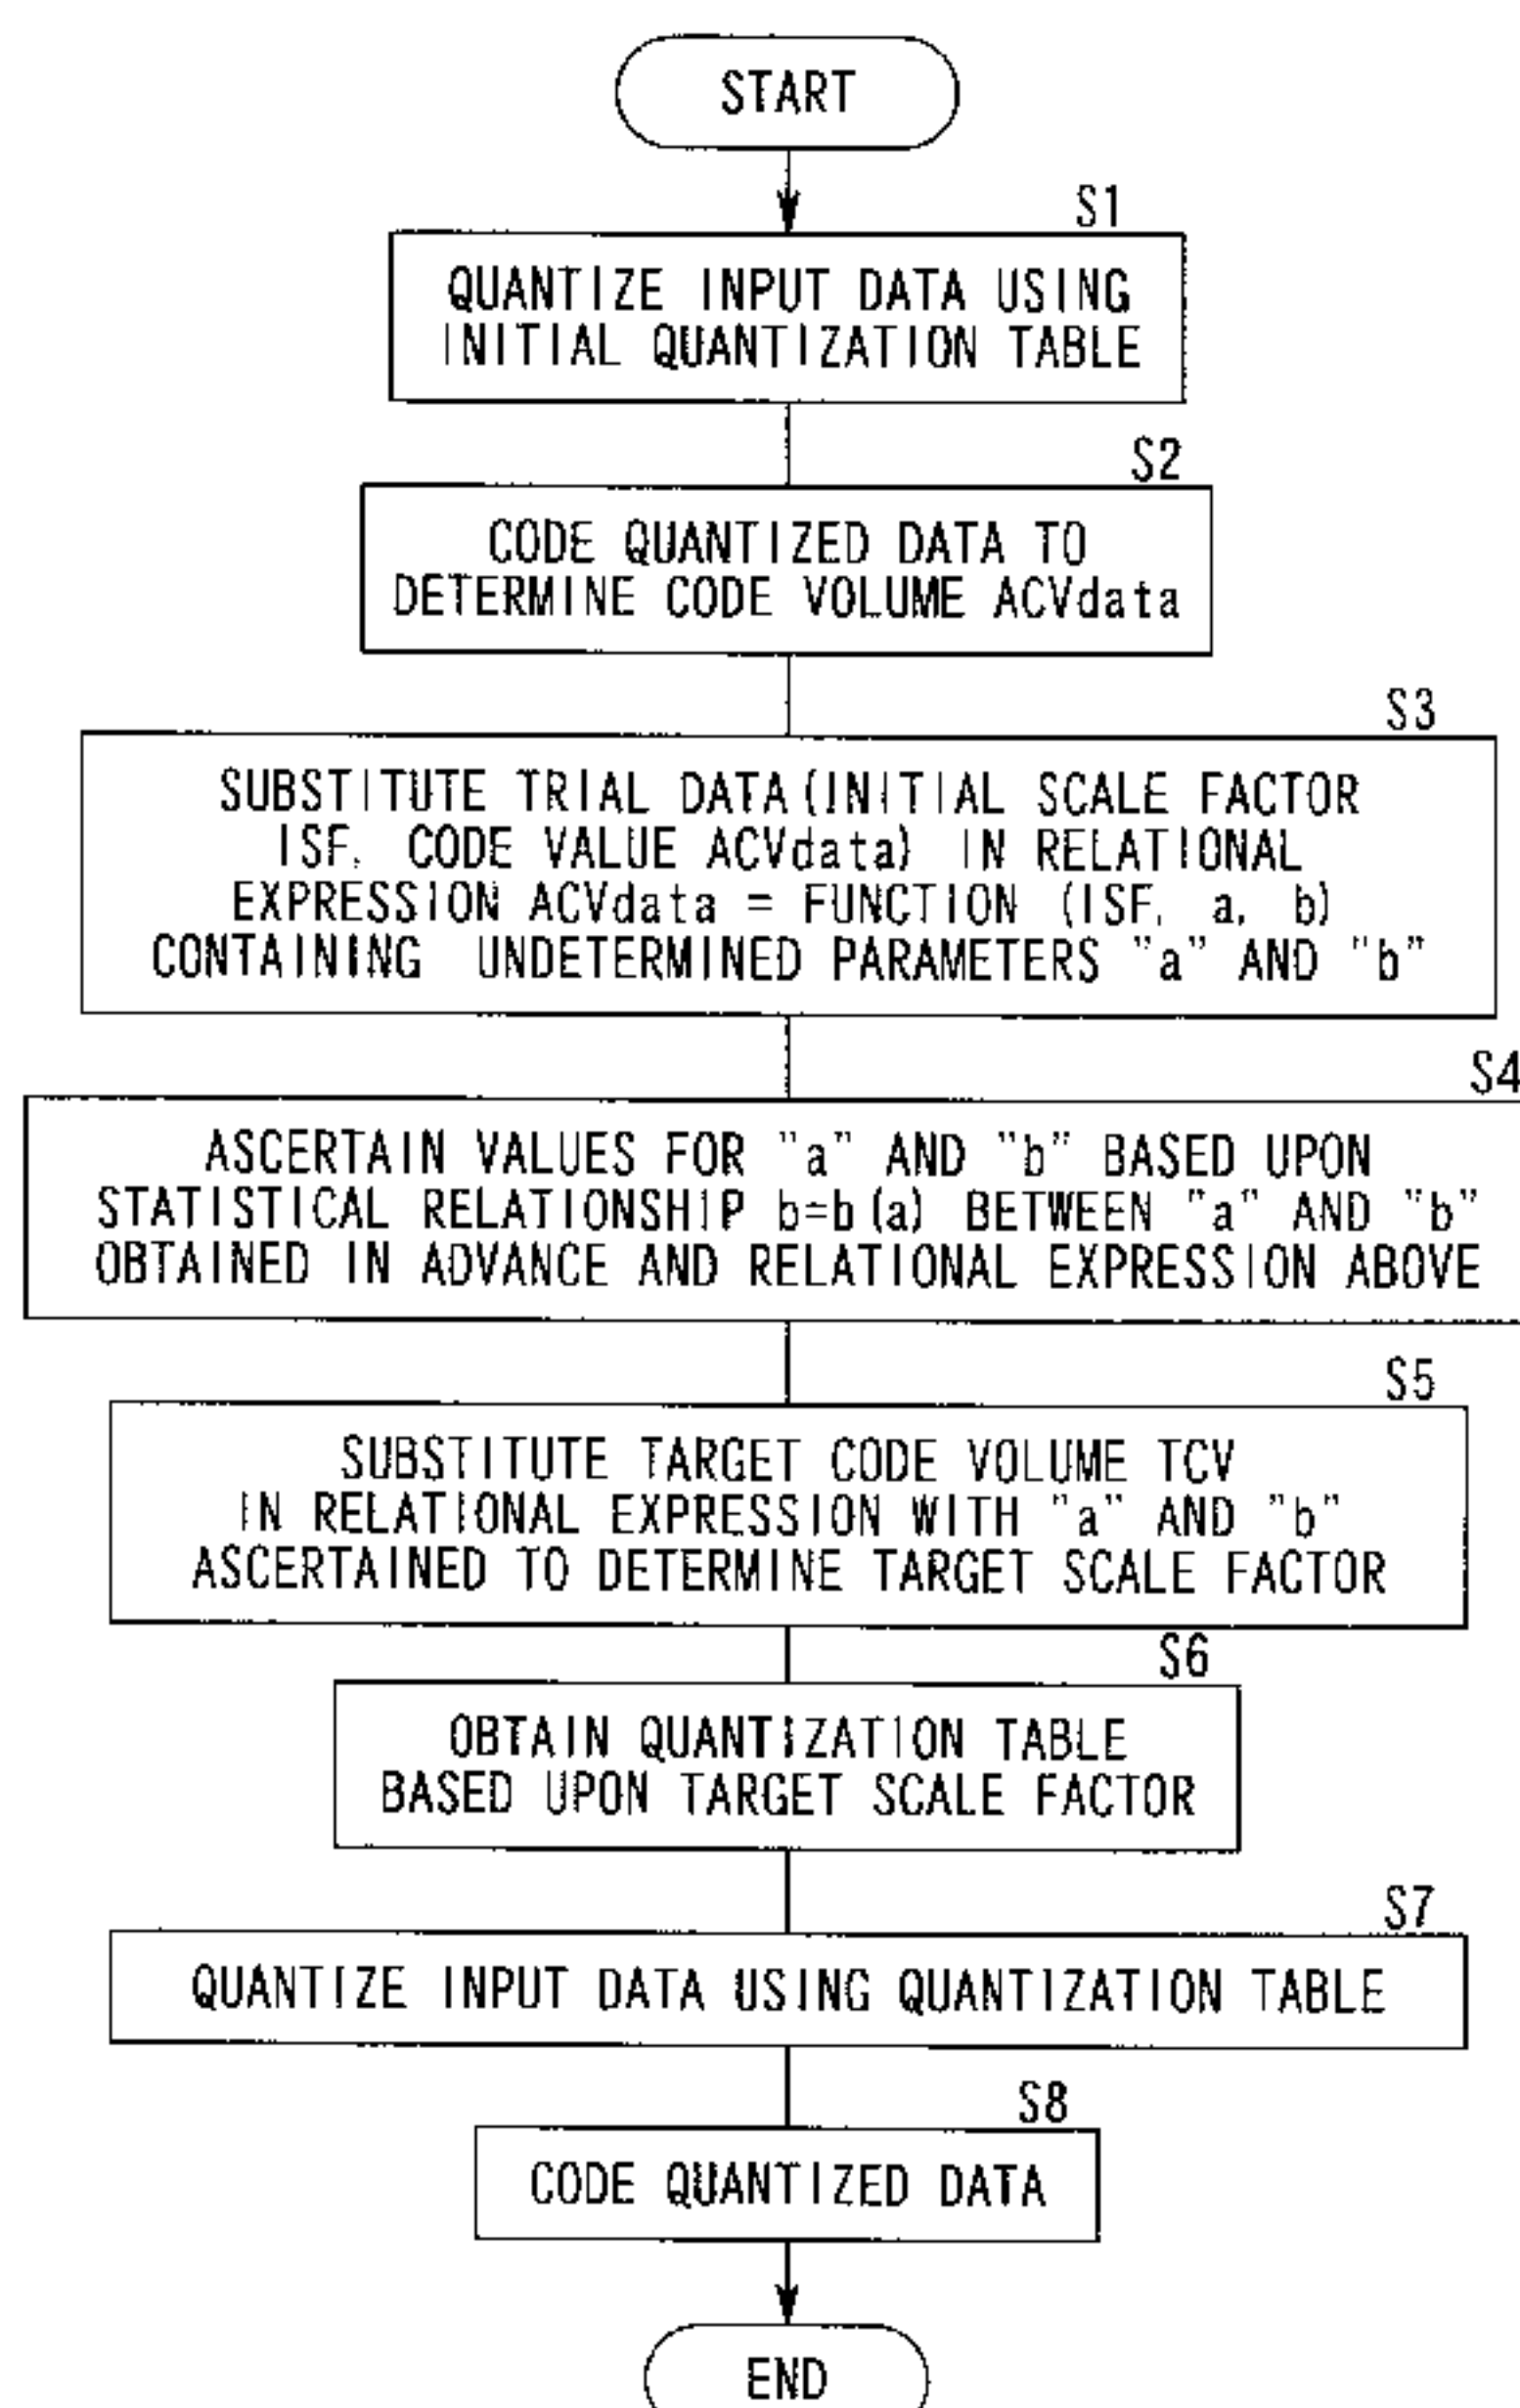 START
S1
QUANTIZE INPUT DATA USING
INITIAL QUANTIZATION TABLE
S2
CODE QUANTIZED DATA TO
DETERMINE CODE VOLUME ACVdata
S3
SUBSTITUTE TRIAL DATA(INITIAL SCALE FACTOR
ISF, CODE VALUE ACVdata) IN RELATIONAL
EXPRESSION ACVdata = FUNCTION (ISF, a, b)
CONTAINING UNDETERMINED PARAMETERS "a" AND "b"
S4
ASCERTAIN VALUES FOR "a" AND "b" BASED UPON
STATISTICAL RELATIONSHIP b=b(a) BETWEEN "a" AND "b"
OBTAINED IN ADVANCE AND RELATIONAL EXPRESSION ABOVE
S5
SUBSTITUTE TARGET CODE VOLUME TCV
IN RELATIONAL EXPRESSION WITH "a" AND "b"
ASCERTAINED TO DETERMINE TARGET SCALE FACTOR
S6
OBTAIN QUANTIZATION TABLE
BASED UPON TARGET SCALE FACTOR
S7
QUANTIZE INPUT DATA USING QUANTIZATION TABLE
S8
CODE QUANTIZED DATA
END